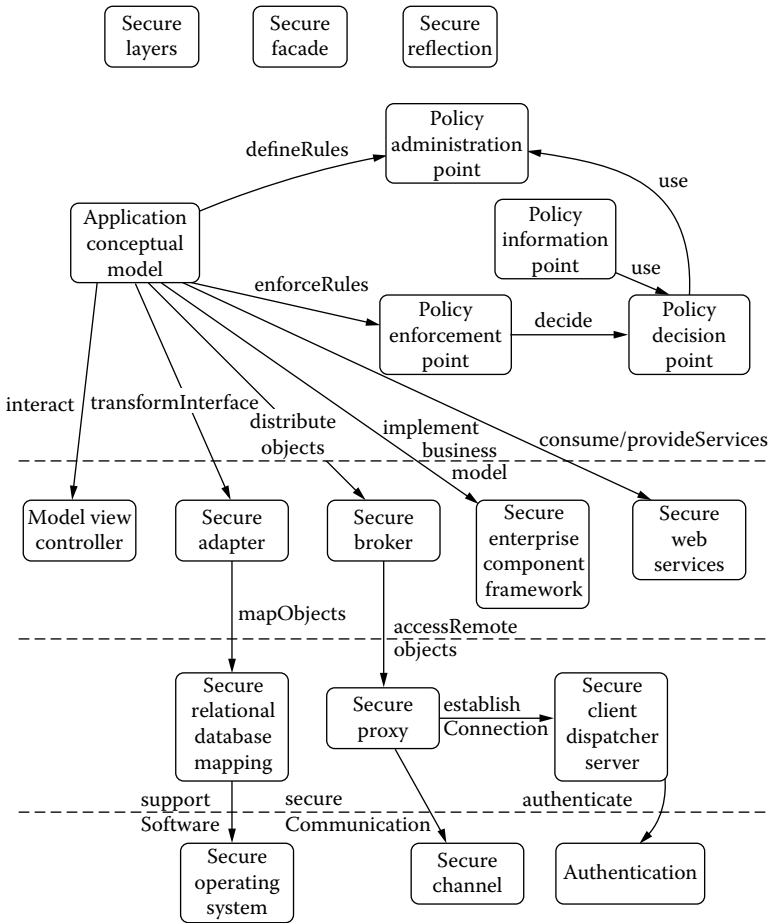 Secure
layers
Secure
facade
Secure
reflection
Policy
administration
point
defineRules
use
Application
conceptual
model
Policy
information
point
use
enforceRules
Policy
enforcement
point
decide
Policy
decision
point
interact
transformInterface
distribute
objects
implement
business
model
consume/provideServices
Model view
controller
Secure
adapter
Secure
broker
Secure
enterprise
component
framework
Secure
web
services
mapObjects
accessRemote
objects
Secure
relational
database
mapping
Secure
proxy
establish
Connection
Secure
client
dispatcher
server
support
Software
secure
Communication
authenticate
Secure
operating
system
Secure
channel
Authentication